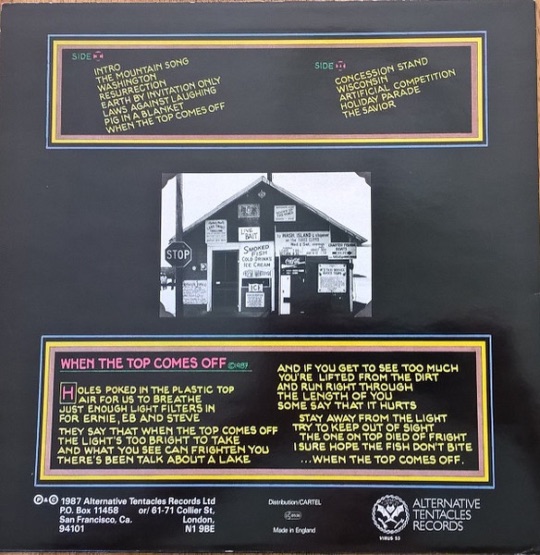 SIDE
INTRO
THE MOUNTAIN SONG
WASHINGTON
RESURRECTION
EARTH BY INVITATION ONLY
LAWS AGAINST LAUGHING
PIG IN A BLANKET
WHEN THE TOP COMES OFF
SIDE
CONCESSION STAND
WISCONSIN
ARTIFICIAL COMPETITION
HOLIDAY PARADE
THE SAVIOR
STOP
LIVE
BAIT
SMOKED
FISH
COLD DRINKS
ICE CREAM
ICE
WHEN THE TOP COMES OFF ©1987
HOLES POKED IN THE PLASTIC TOP
AIR FOR US TO BREATHE
JUST ENOUGH LIGHT FILTERS IN
FOR ERNIE, EB AND STEVE
THEY SAY THAT WHEN THE TOP COMES OFF
THE LIGHT'S TOO BRIGHT TO TAKE
AND WHAT YOU SEE CAN FRIGHTEN YOU
THERE'S BEEN TALK ABOUT A LAKE
AND IF YOU GET TO SEE TOO MUCH
YOU'RE LIFTED FROM THE DIRT
AND RUN RIGHT THROUGH
THE LENGTH OF YOU
SOME SAY THAT IT HURTS
STAY AWAY FROM THE LIGHT
TRY TO KEEP OUT OF SIGHT
THE ONE ON TOP DIED OF FRIGHT
I SURE HOPE THE FISH DON'T BITE
...WHEN THE TOP COMES OFF.
℗ & © 1987 Alternative Tentacles Records Ltd
P.O. Box 11458 or/ 61-71 Collier St,
San Francisco, Ca. London,
94101 N1 9BE
Distribution/CARTEL
Made in England
ALTERNATIVE
TENTACLES
RECORDS
VIRUS 53